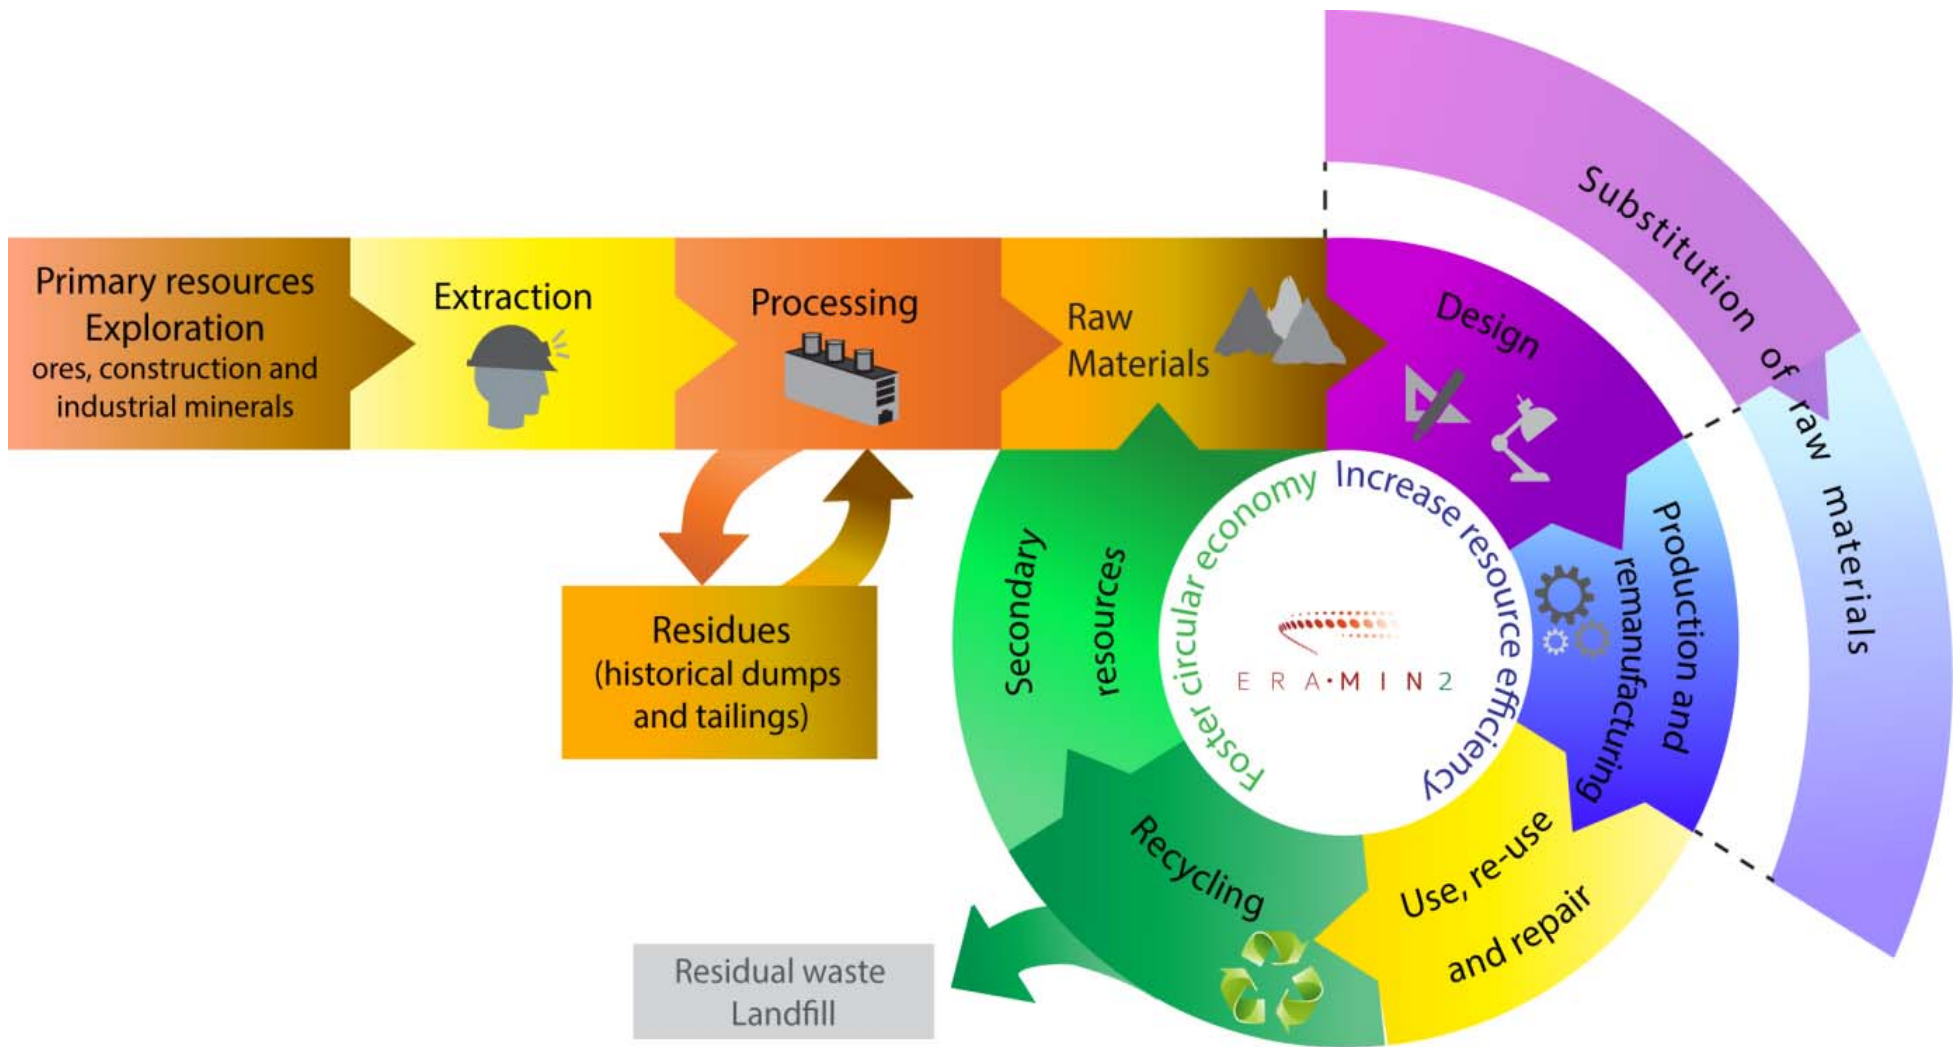 Primary resources
Exploration
ores, construction and
industrial minerals
Extraction
Processing
Raw
Materials
Design
Substitution of raw materials
Production and
remanufacturing
Use, re-use
and repair
Recycling
Secondary
resources
Foster circular economy
Increase resource efficiency
ERA•MIN2
Residues
(historical dumps
and tailings)
Residual waste
Landfill